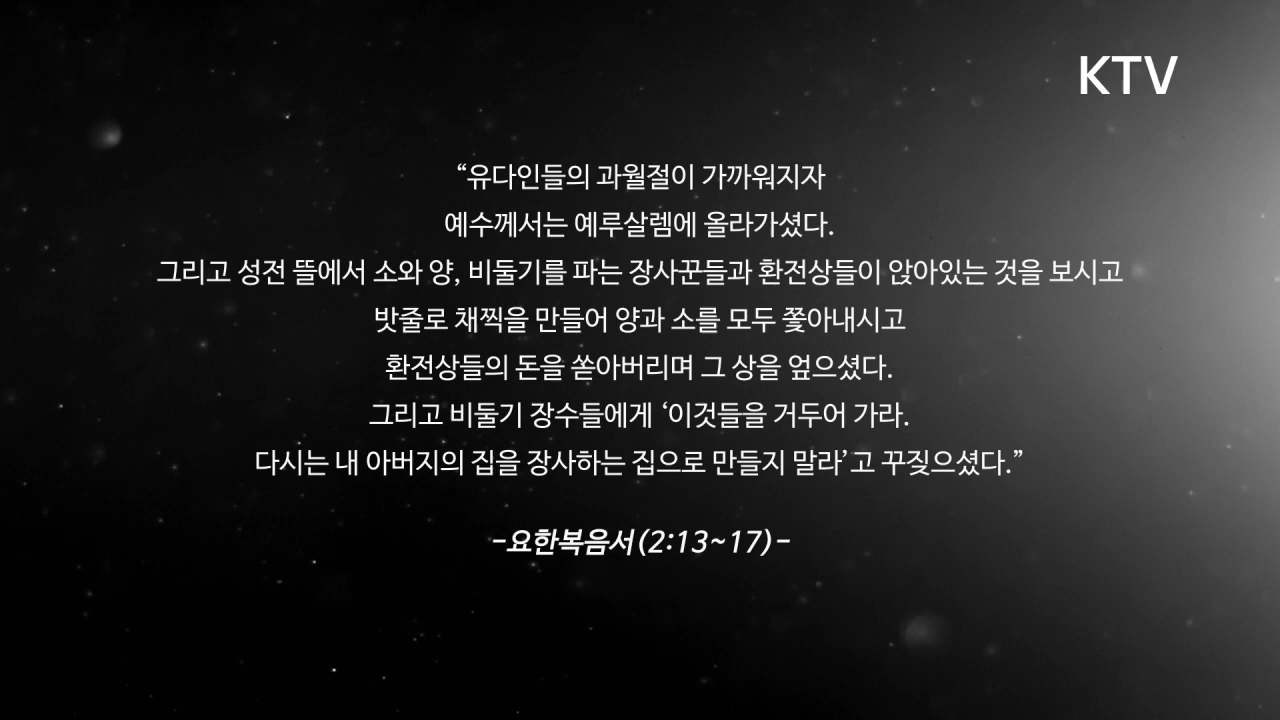 KTV
“유다인들의 과월절이 가까워지자
예수께서는 예루살렘에 올라가셨다.
그리고 성전 뜰에서 소와 양, 비둘기를 파는 장사꾼들과 환전상들이 앉아있는 것을 보시고
밧줄로 채찍을 만들어 양과 소를 모두 쫓아내시고
환전상들의 돈을 쏟아버리며 그 상을 엎으셨다.
그리고 비둘기 장수들에게 ‘이것들을 거두어 가라.
다시는 내 아버지의 집을 장사하는 집으로 만들지 말라’고 꾸짖으셨다.”
-요한복음서(2:13~17)-